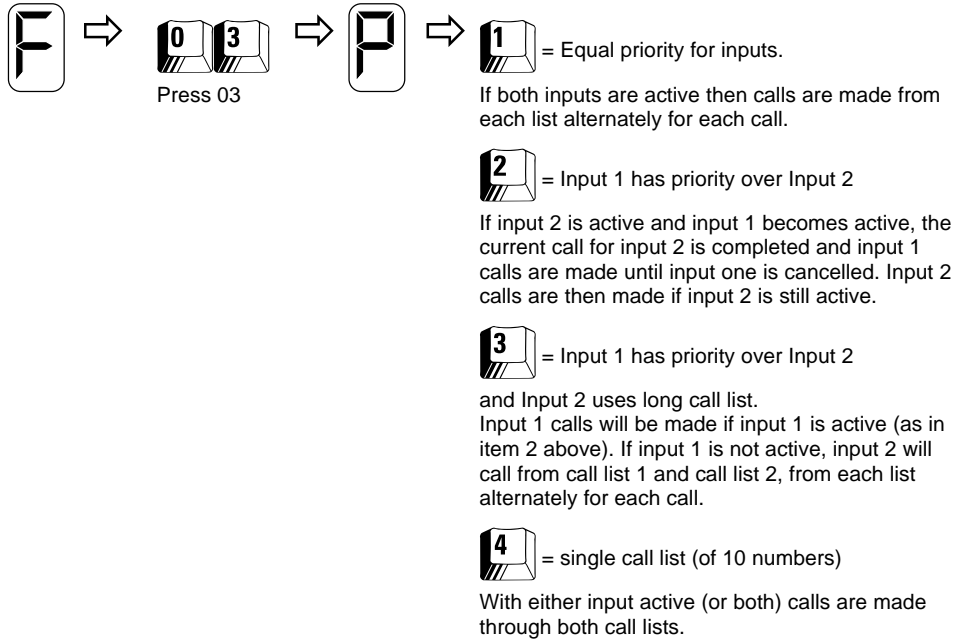 F
0 3
P
Press 03
1 = Equal priority for inputs.
If both inputs are active then calls are made from
each list alternately for each call.
2 = Input 1 has priority over Input 2
If input 2 is active and input 1 becomes active, the
current call for input 2 is completed and input 1
calls are made until input one is cancelled. Input 2
calls are then made if input 2 is still active.
3 = Input 1 has priority over Input 2
and Input 2 uses long call list.
Input 1 calls will be made if input 1 is active (as in
item 2 above). If input 1 is not active, input 2 will
call from call list 1 and call list 2, from each list
alternately for each call.
4 = single call list (of 10 numbers)
With either input active (or both) calls are made
through both call lists.